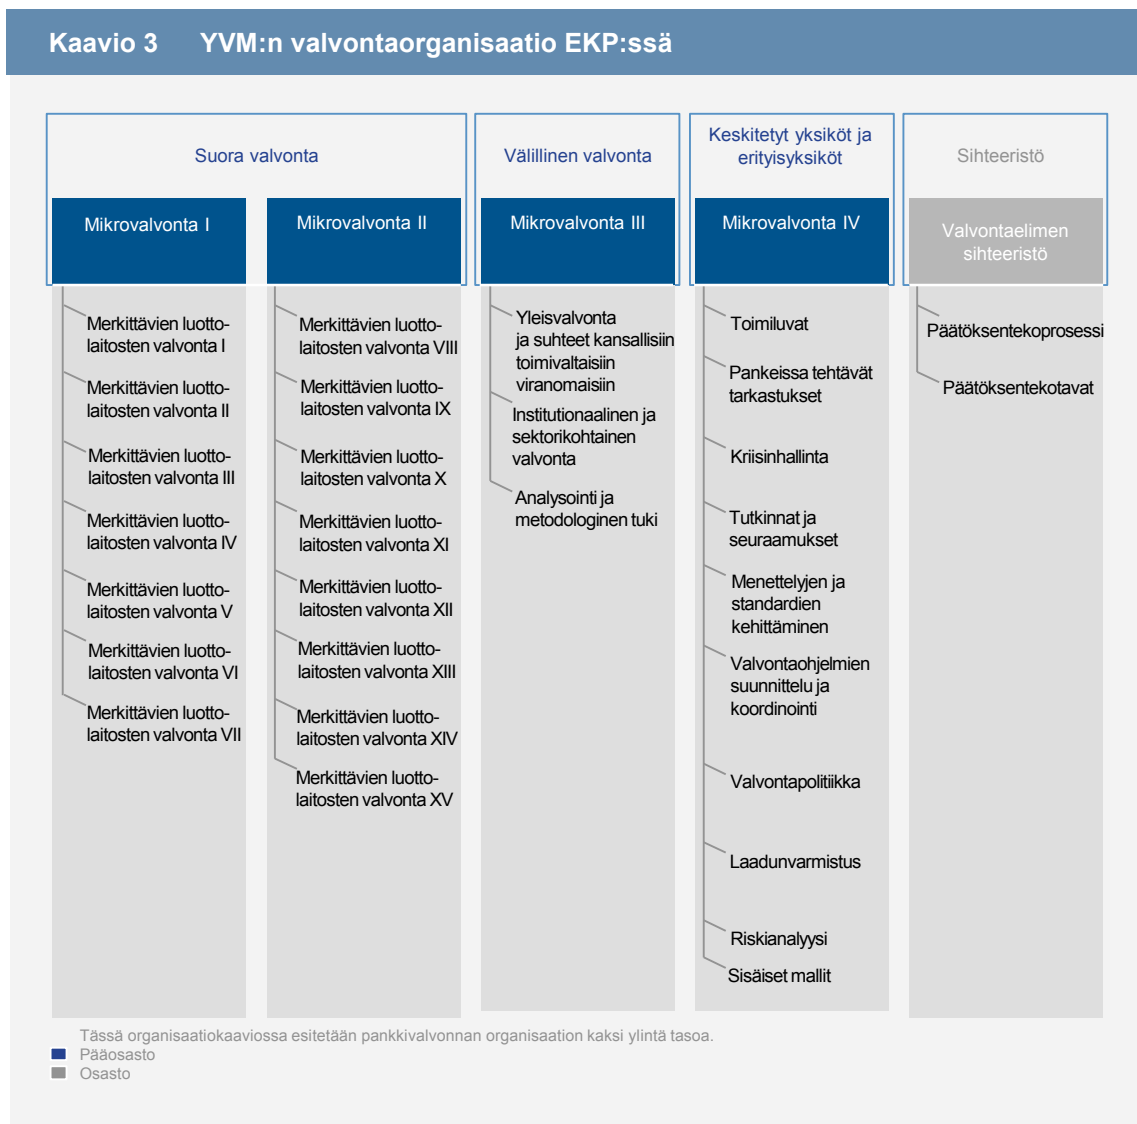 Kaavio 3 YVM:n valvontaorganisaatio EKP:ssä
Suora valvonta
Mikrovalvonta I
Merkittävien luotto-
laitosten valvonta I
Merkittävien luotto-
laitosten valvonta II
Merkittävien luotto-
laitosten valvonta III
Merkittävien luotto-
laitosten valvonta IV
Merkittävien luotto-
laitosten valvonta V
Merkittävien luotto-
laitosten valvonta VI
Merkittävien luotto-
laitosten valvonta VII
Mikrovalvonta II
Merkittävien luotto-
laitosten valvonta VIII
Merkittävien luotto-
laitosten valvonta IX
Merkittävien luotto-
laitosten valvonta X
Merkittävien luotto-
laitosten valvonta XI
Merkittävien luotto-
laitosten valvonta XII
Merkittävien luotto-
laitosten valvonta XIII
Merkittävien luotto-
laitosten valvonta XIV
Merkittävien luotto-
laitosten valvonta XV
Välillinen valvonta
Mikrovalvonta III
Yleisvalvonta
ja suhteet kansallisiin
toimivaltaisiin
viranomaisiin
Institutionaalinen ja
sektorikohtainen
valvonta
Analysointi ja
metodologinen tuki
Keskitetyt yksiköt ja
erityisyksiköt
Mikrovalvonta IV
Toimiluvat
Pankeissa tehtävät
tarkastukset
Kriisinhallinta
Tutkinnat ja
seuraamukset
Menettelyjen ja
standardien
kehittäminen
Valvontaohjelmien
suunnittelu ja
koordinointi
Valvontapolitiikka
Laadunvarmistus
Riskianalyysi
Sisäiset mallit
Sihteeristö
Valvontaelimen
sihteeristö
Päätöksentekoprosessi
Päätöksentekotavat
Tässä organisaatiokaaviossa esitetään pankkivalvonnan organisaation kaksi ylintä tasoa.
Pääosasto
Osasto